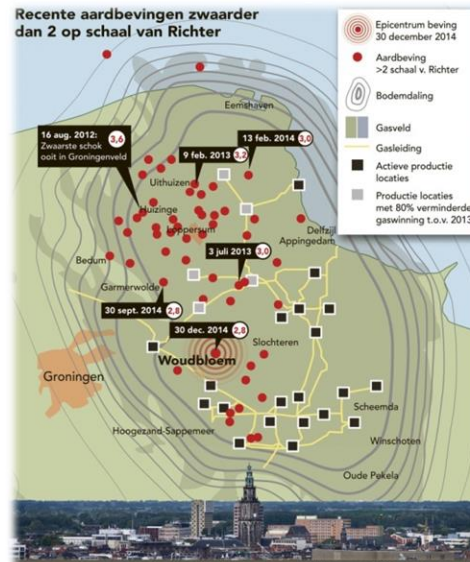 Recente aardbevingen zwaarder
dan 2 op schaal van Richter
Epicentrum beving
30 december 2014
Aardbeving
>2 schaal v. Richter
Bodemdaling
Gasveld
Gasleiding
Actieve productie
locaties
Productie locaties
met 80% verminderde
gaswinning t.o.v. 2013
Eemshaven
16 aug. 2012:
Zwaarste schok
ooit in Groningenveld
3,6
9 feb. 2013
3,2
13 feb. 2014
3,0
Uithuizen
Huizinge
Loppersum
Delfzijl
Appingedam
Bedum
3 juli 2013
3,0
Garmerwolde
30 sept. 2014
2,8
30 dec. 2014
2,8
Woudbloem
Slochteren
Groningen
Scheemda
Hoogezand-Sappemeer
Winschoten
Oude Pekela